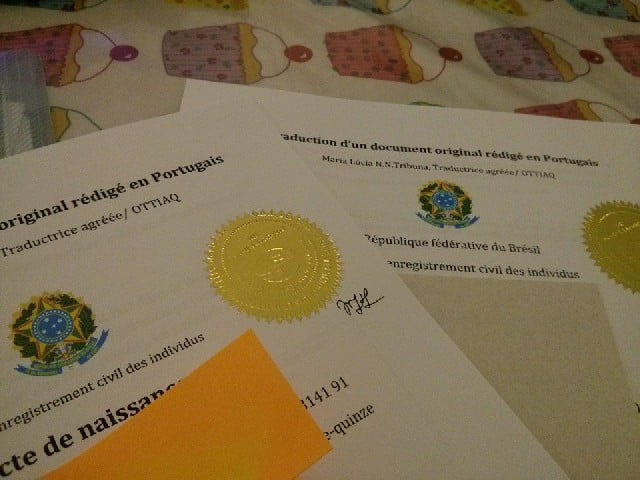 original rédigé en Portugais
Traductrice agréée/ OTTIAQ
enregistrement civil des individus
cte de naissanc
3141 91
e-quinze
raduction d'un document original rédigé en Portugais
Maria Lúcia N.N.Tribuna, Traductrice agréée/ OTTIAQ
République fédérative du Brésil
enregistrement civil des individus